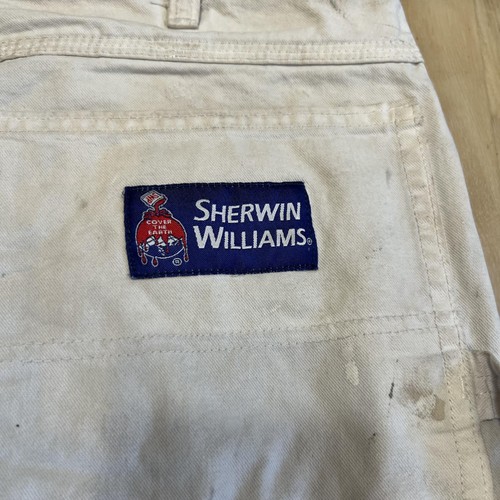 COVER
THE
EARTH
®
SHERWIN
WILLIAMS®